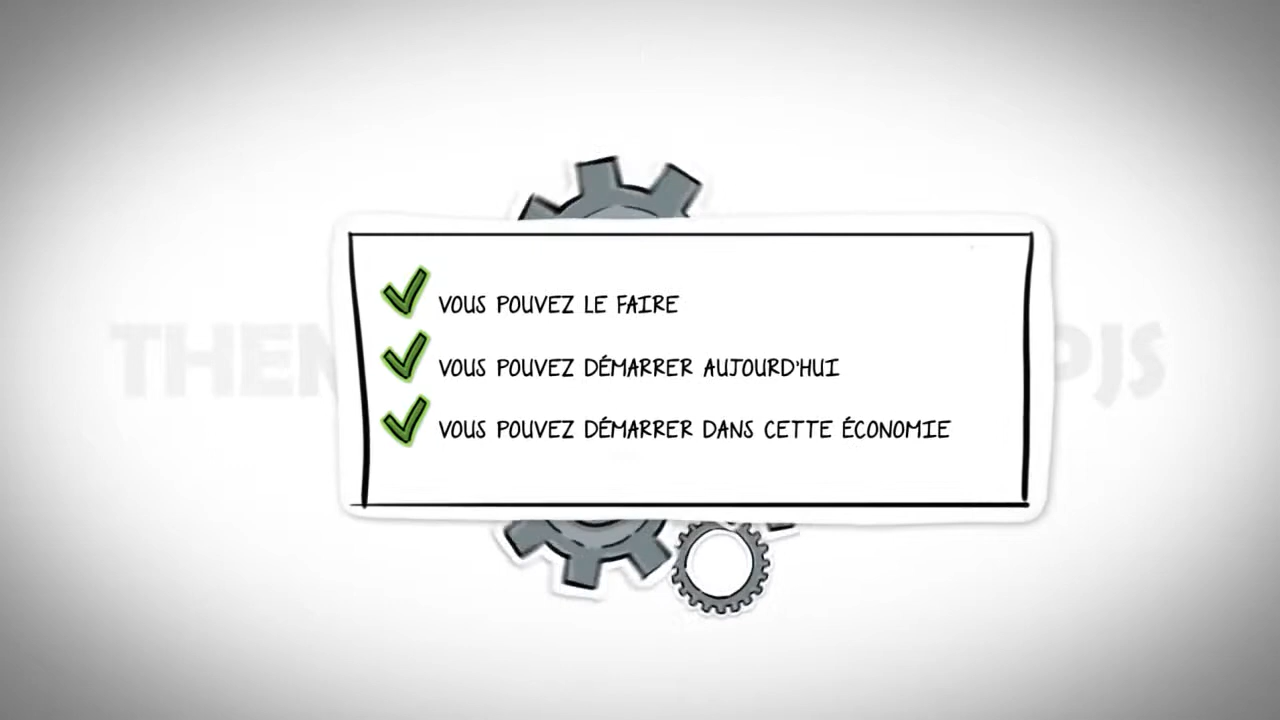 VOUS POUVEZ LE FAIRE
VOUS POUVEZ DÉMARRER AUJOURD'HUI
VOUS POUVEZ DÉMARRER DANS CETTE ÉCONOMIE